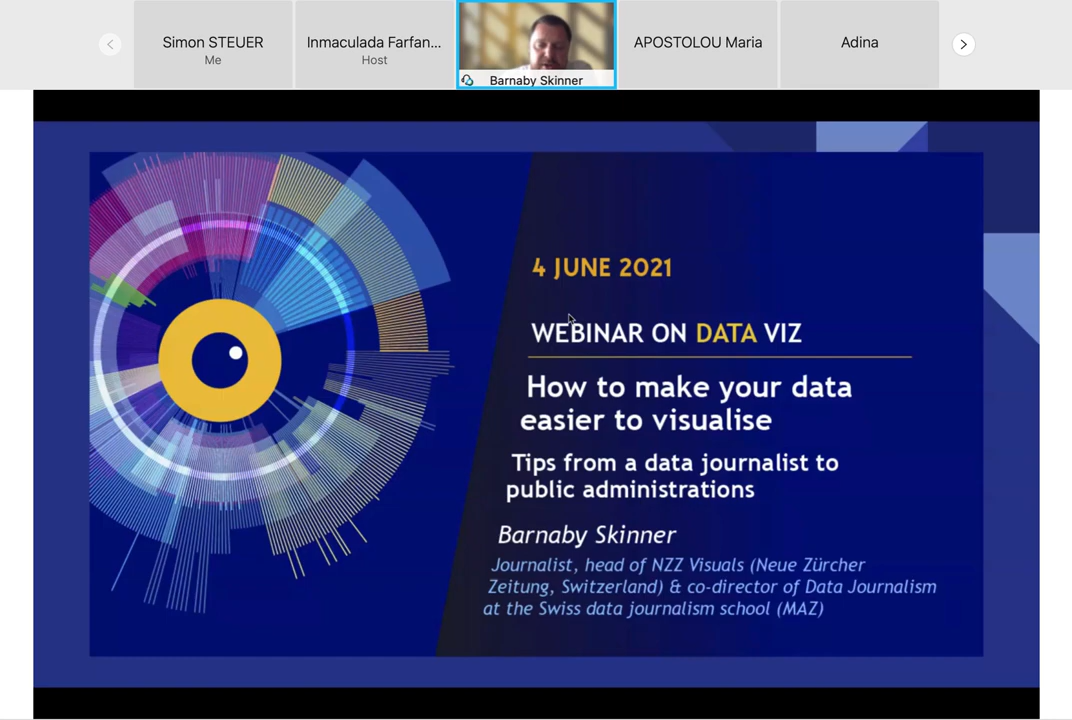 Simon STEUER
Me
Inmaculada Farfan...
Host
Barnaby Skinner
APOSTOLOU Maria
Adina
4 JUNE 2021
WEBINAR ON DATA VIZ
How to make your data
easier to visualise
Tips from a data journalist to
public administrations
Barnaby Skinner
Journalist, head of NZZ Visuals (Neue Zürcher
Zeitung, Switzerland) & co-director of Data Journalism
at the Swiss data journalism school (MAZ)